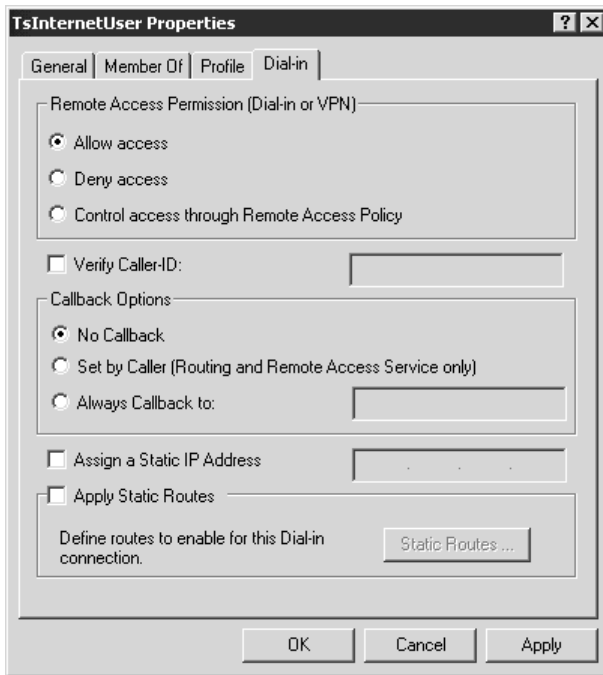 TsInternetUser Properties
General Member Of Profile Dial-in
Remote Access Permission (Dial-in or VPN)
Allow access
Deny access
Control access through Remote Access Policy
Verify Caller-ID:
Callback Options
No Callback
Set by Caller (Routing and Remote Access Service only)
Always Callback to:
Assign a Static IP Address
Apply Static Routes
Define routes to enable for this Dial-in
connection.
Static Routes ...
OK Cancel Apply